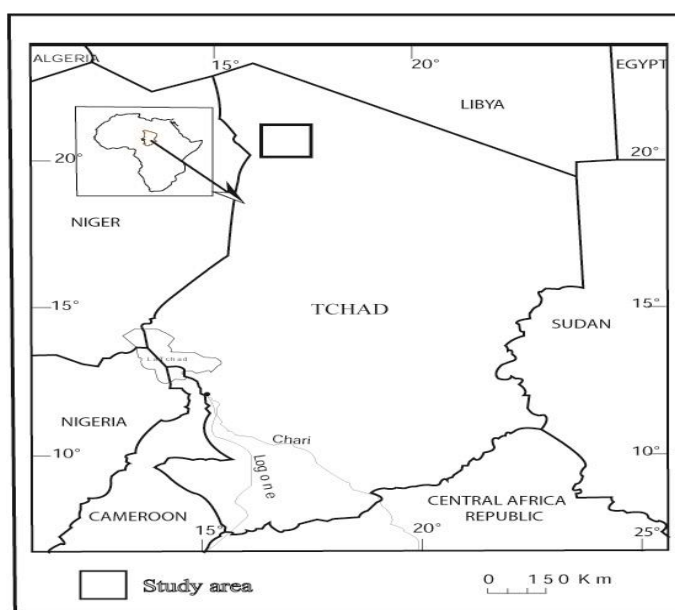 ALGERIA
15°
20°
EGYPT
LIBYA
20°
20°
NIGER
15°
TCHAD
15°
SUDAN
NIGERIA
Chari
10°
Logone
10°
CAMEROON
CENTRAL AFRICA
REPUBLIC
15°
20°
25°
Study area
0 150 Km